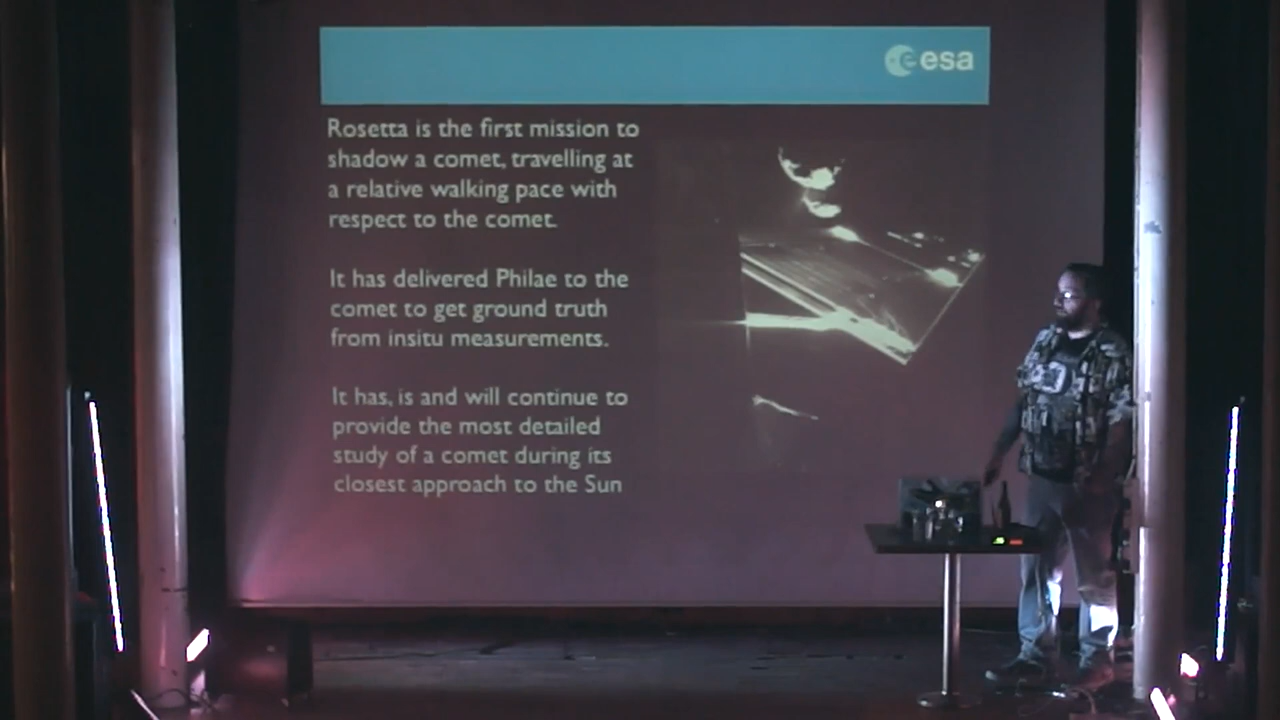 esa
Rosetta is the first mission to
shadow a comet, travelling at
a relative walking pace with
respect to the comet.
It has delivered Philae to the
comet to get ground truth
from insitu measurements.
It has, is and will continue to
provide the most detailed
study of a comet during its
closest approach to the Sun